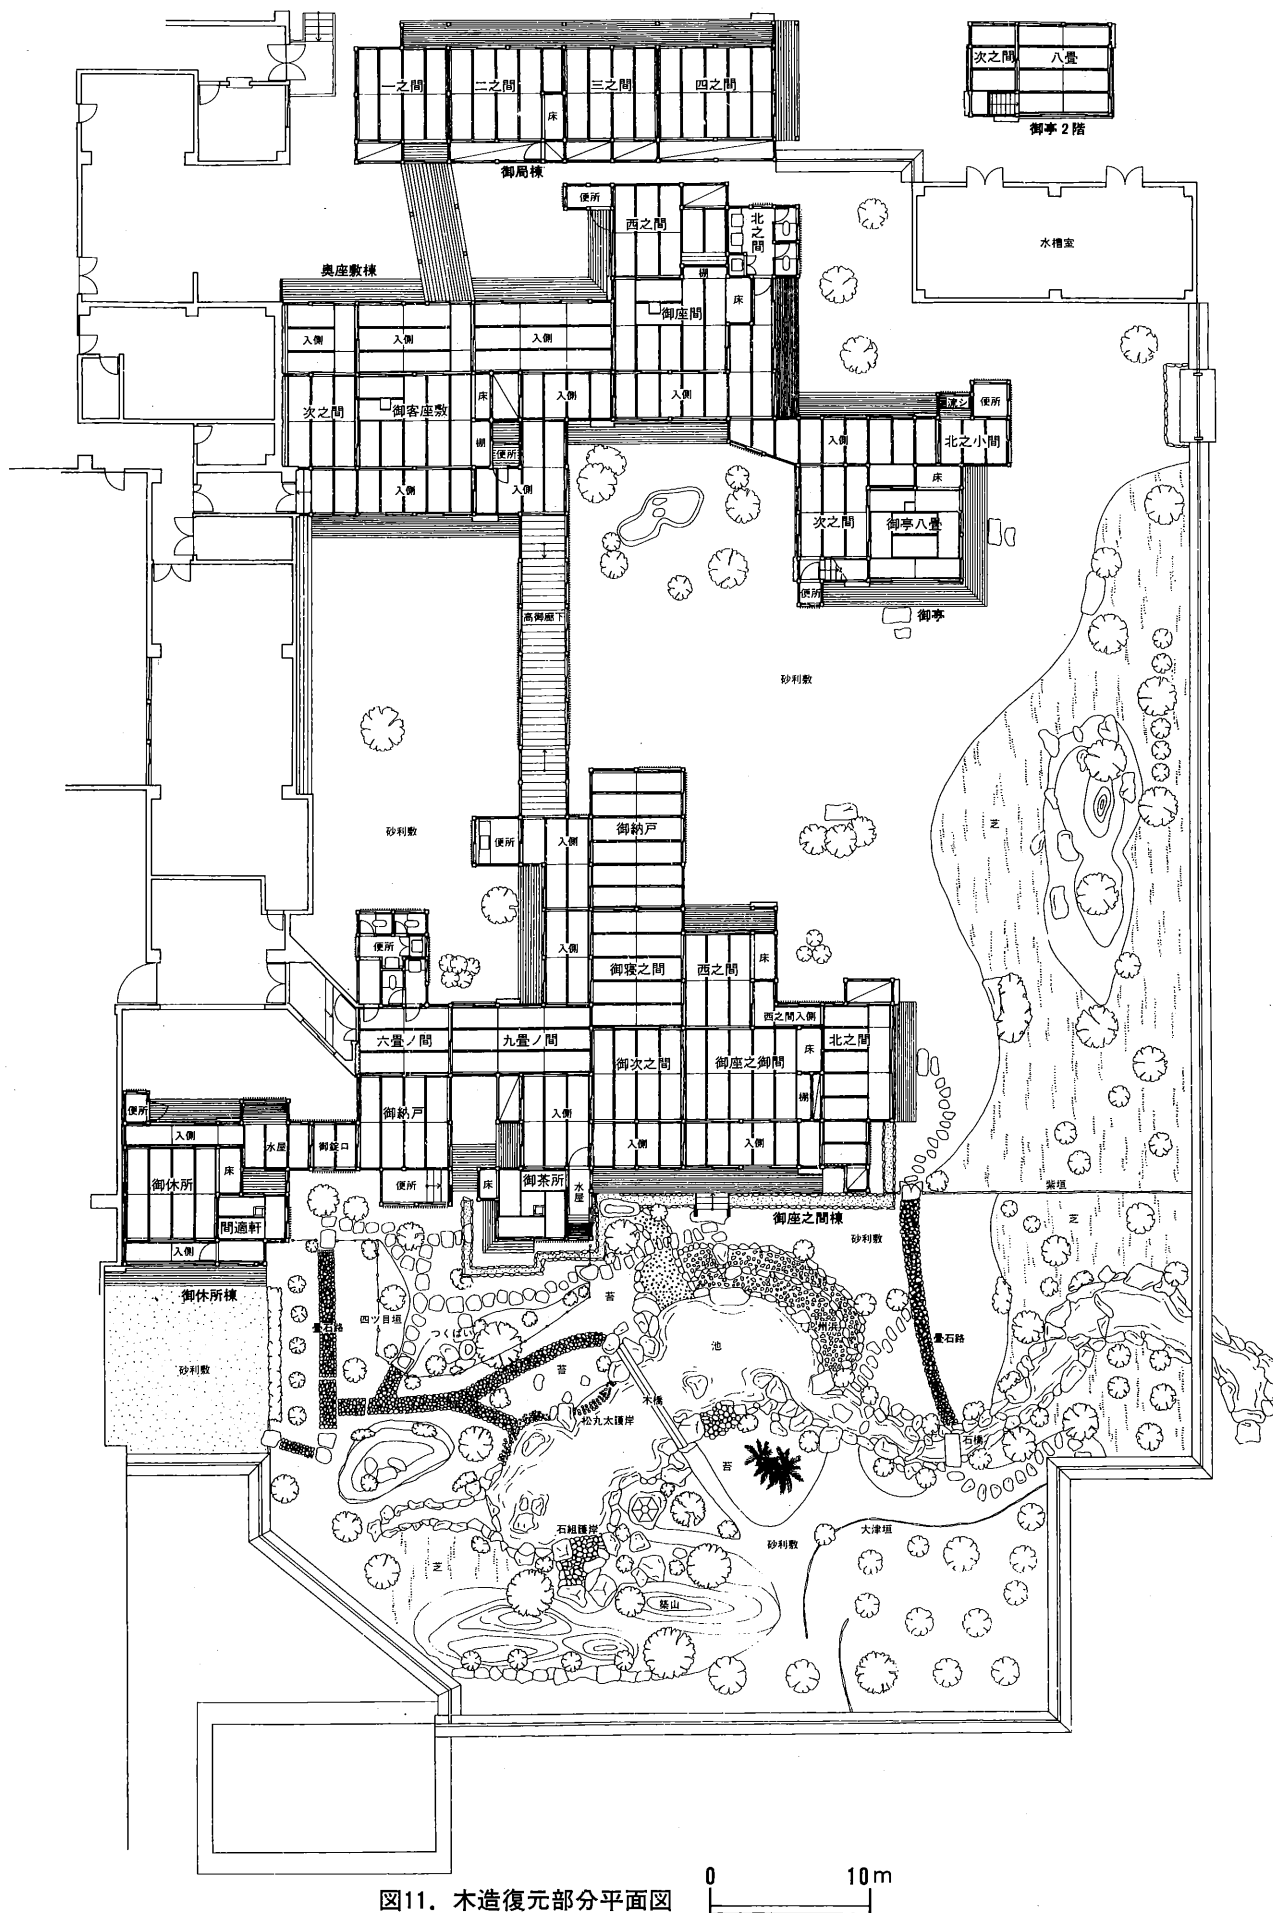 一之間
二之間
三之間
四之間
床
御局棟
次之間
八畳
御亭2階
水槽室
便所
西之間
北之間
棚
床
御座間
奥座敷棟
入側
入側
入側
次之間
御客座敷
床
棚
便所
入側
入側
入側
入側
入側
便所
北之小間
床
次之間
御亭八畳
便所
御亭
高御廊下
砂利敷
砂利敷
芝
御納戸
便所
入側
入側
便所
御寝之間
西之間
床
西之間入側
六畳ノ間
九畳ノ間
御次之間
御座之御間
床
棚
北之間
御納戸
入側
入側
入側
便所
入側
水屋
御錠口
御休所
床
間適軒
入側
便所
床
御茶所
水屋
柴垣
御座之間棟
砂利敷
芝
御休所棟
砂利敷
畳石路
四ツ目垣
つくばい
苔
苔
池
州浜
畳石路
木橋
松丸太護岸
苔
石橋
石組護岸
砂利敷
大津垣
芝
築山
図11. 木造復元部分平面図
0 10m